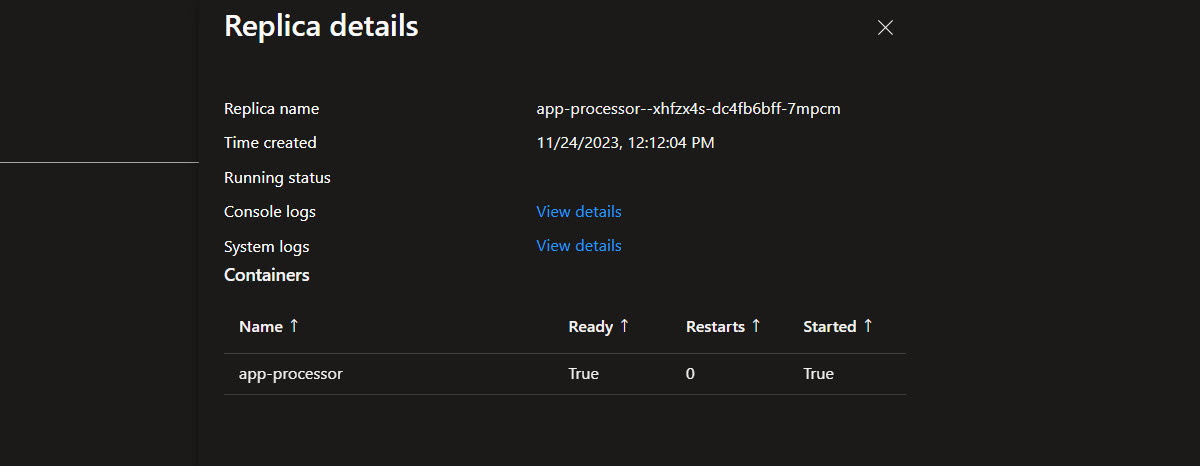 Replica details
Replica name app-processor--xhfzx4s-dc4fb6bff-7mpcm
Time created 11/24/2023, 12:12:04 PM
Running status
Console logs View details
System logs View details
Containers
Name ↑ Ready ↑ Restarts ↑ Started ↑
app-processor True 0 True